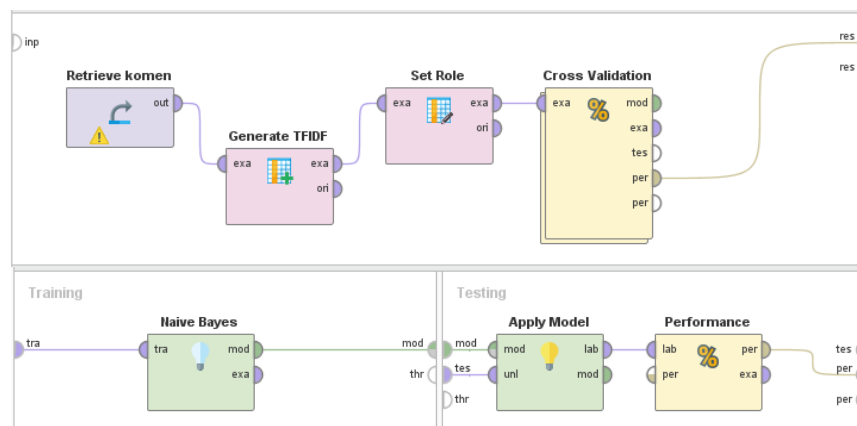 inp
res
res
Retrieve komen
out
Generate TFIDF
exa
exa
ori
Set Role
exa
exa
ori
Cross Validation
exa
mod
exa
tes
per
per
Training
tra
Naive Bayes
tra
mod
exa
mod
thr
Testing
mod
tes
thr
Apply Model
mod
unl
lab
mod
Performance
lab
per
per
exa
tes
per
per